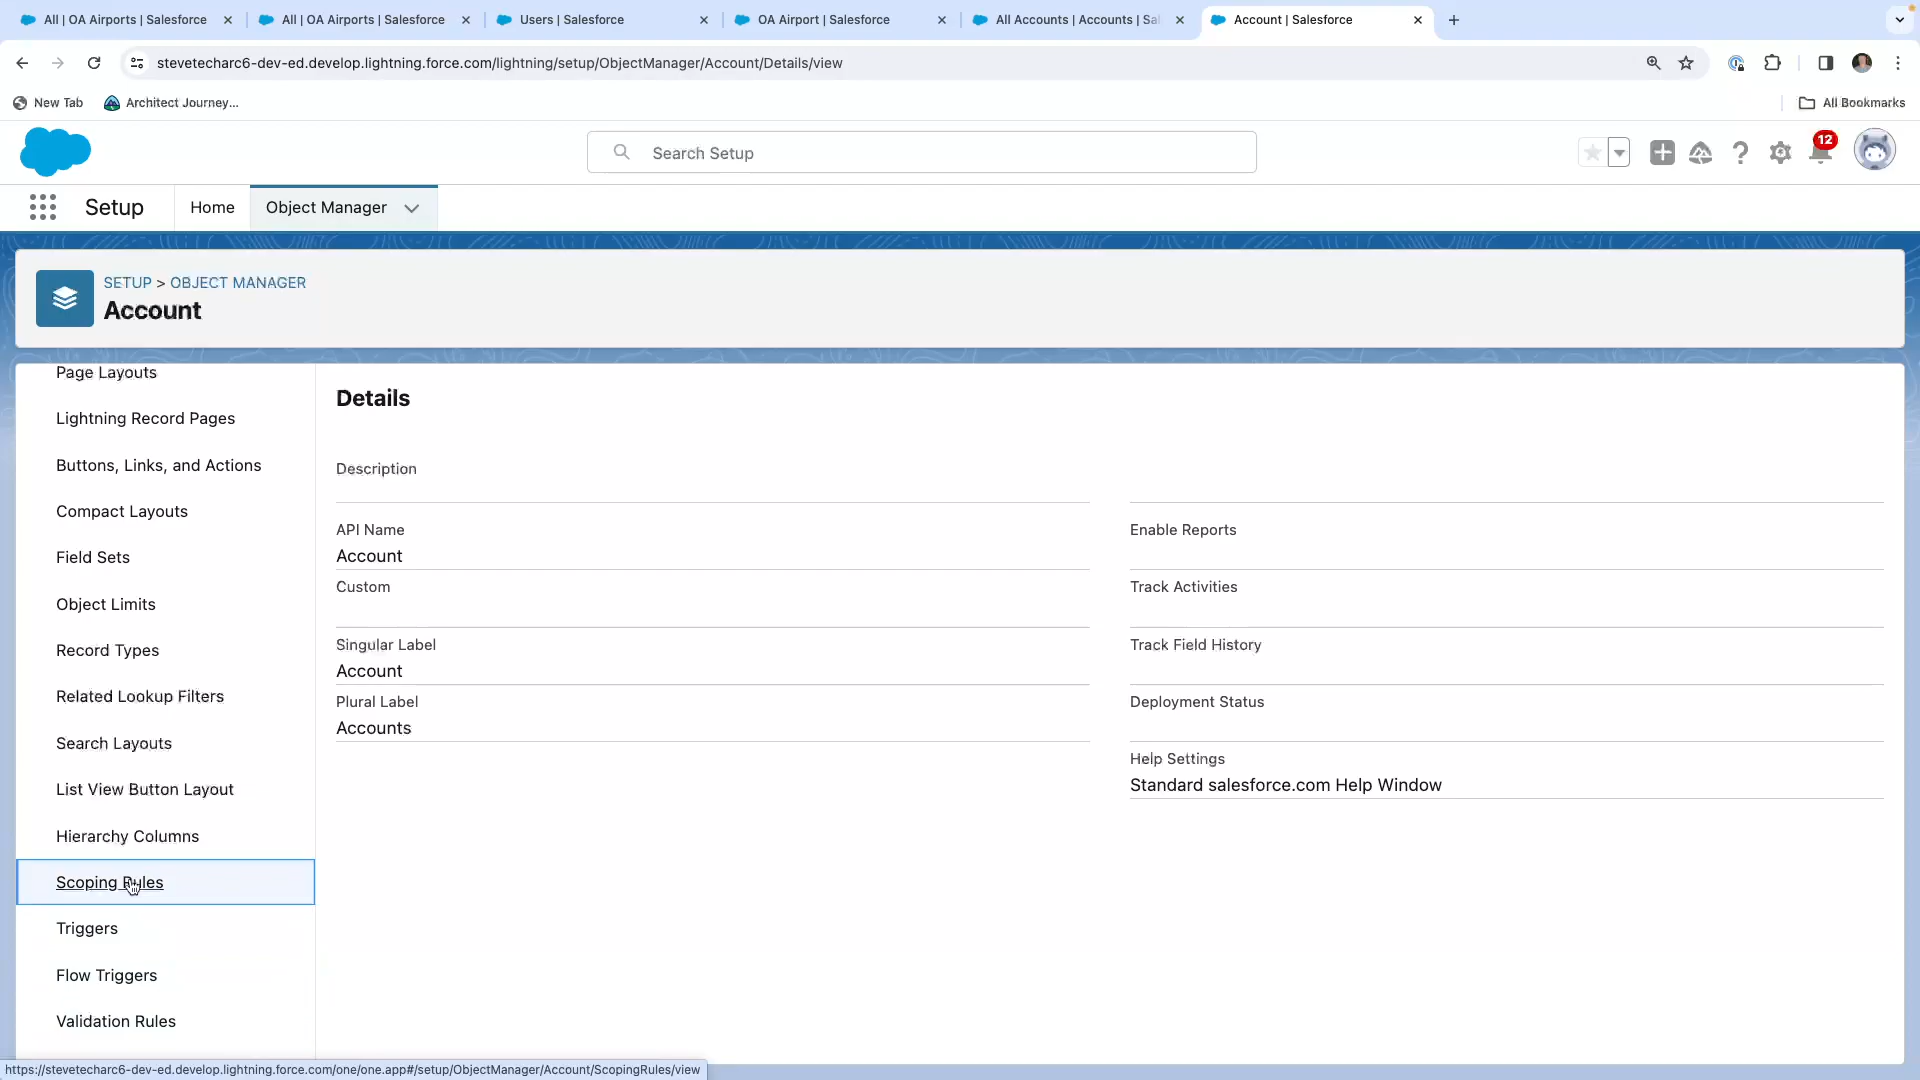 All | OA Airports | Salesforce
All | OA Airports | Salesforce
Users | Salesforce
OA Airport | Salesforce
All Accounts | Accounts | Sa
Account | Salesforce
stevetecharc6-dev-ed.develop.lightning.force.com/lightning/setup/ObjectManager/Account/Details/view
New Tab
Architect Journey...
All Bookmarks
Search Setup
12
Setup
Home
Object Manager
SETUP > OBJECT MANAGER
Account
Page Layouts
Lightning Record Pages
Buttons, Links, and Actions
Compact Layouts
Field Sets
Object Limits
Record Types
Related Lookup Filters
Search Layouts
List View Button Layout
Hierarchy Columns
Scoping Rules
Triggers
Flow Triggers
Validation Rules
Details
Description
API Name
Account
Custom
Singular Label
Account
Plural Label
Accounts
Enable Reports
Track Activities
Track Field History
Deployment Status
Help Settings
Standard salesforce.com Help Window
https://stevetecharc6-dev-ed.develop.lightning.force.com/one/one.app#/setup/ObjectManager/Account/ScopingRules/view